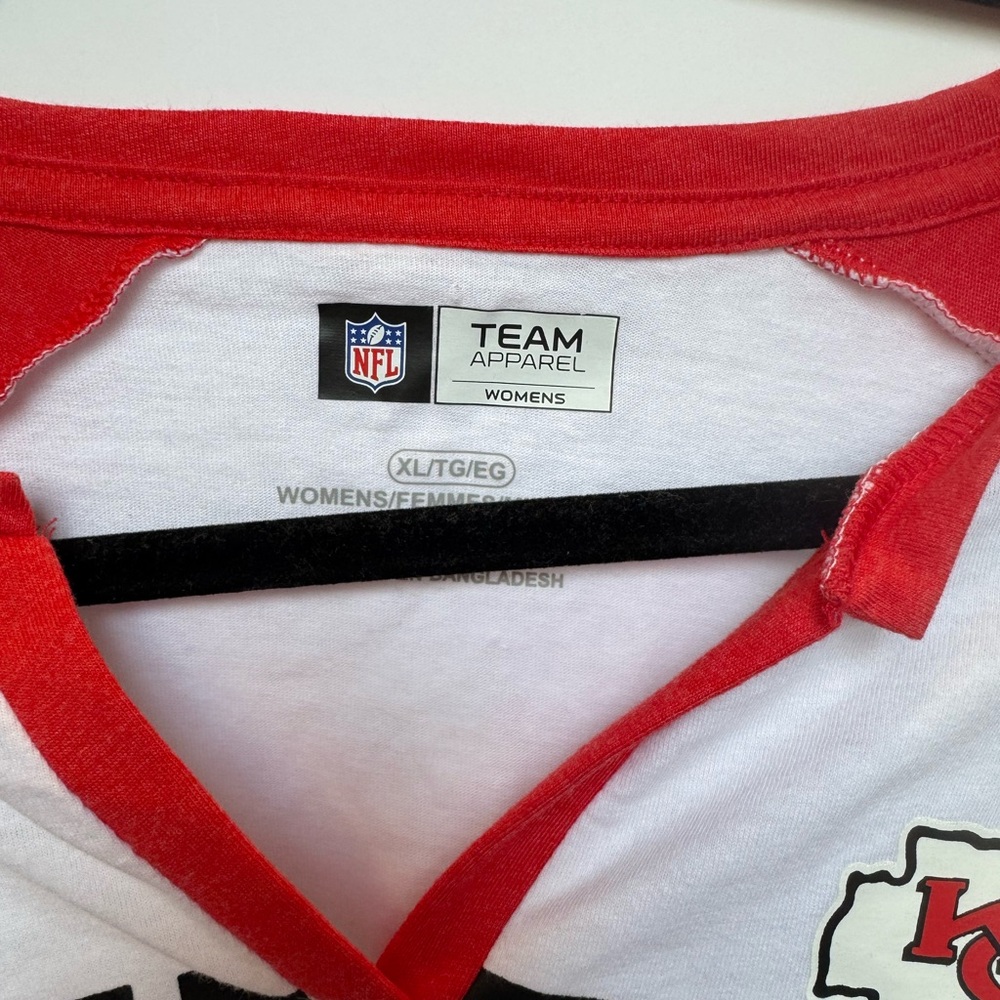 NFL
TEAM
APPAREL
WOMENS
XL/TG/EG
WOMENS/FEMMES/
BANGLADESH
KC